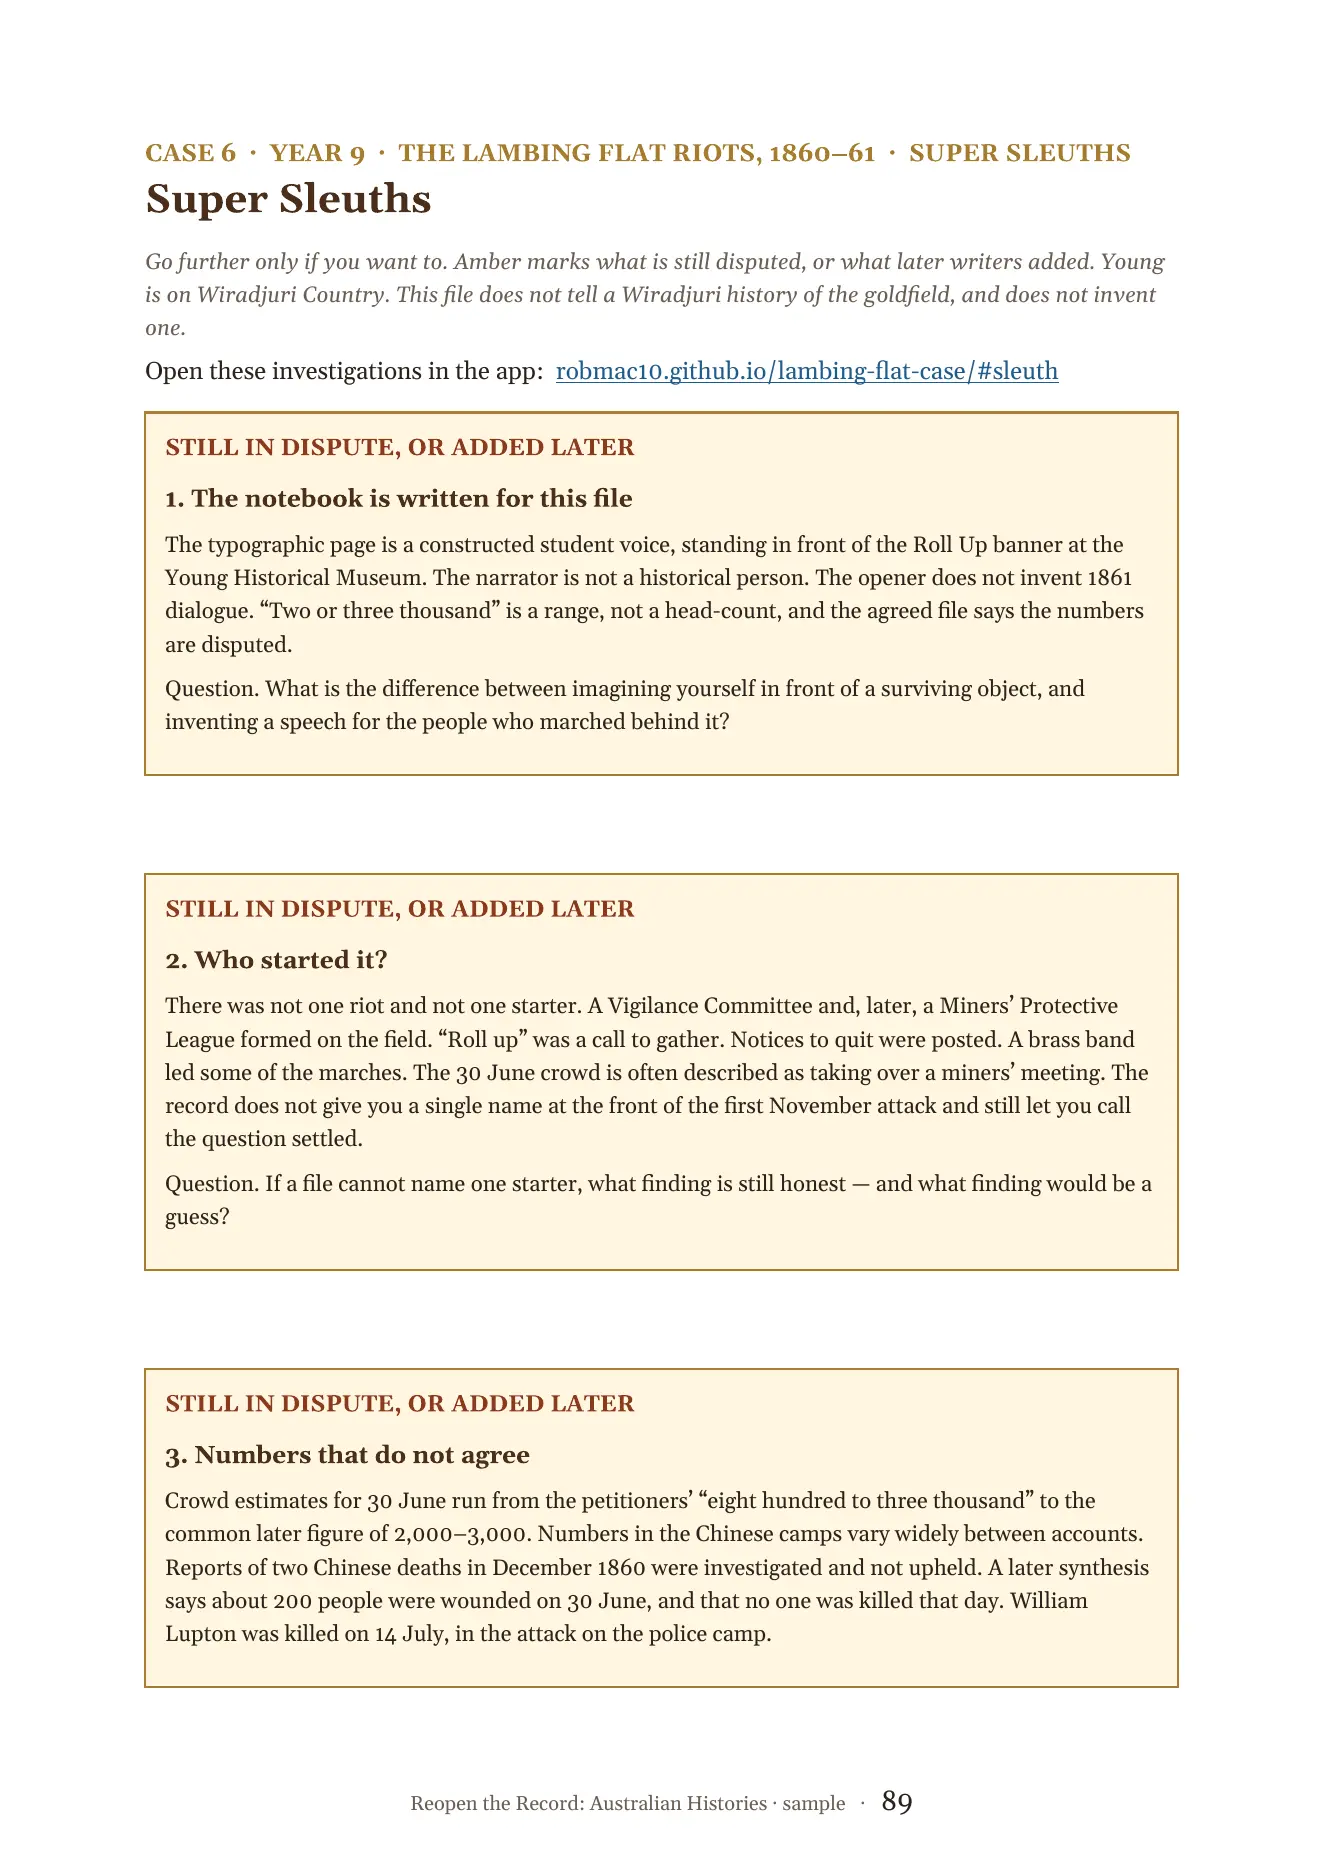 CASE 6 · YEAR 9 · THE LAMBING FLAT RIOTS, 1860–61 · SUPER SLEUTHS
Super Sleuths
Go further only if you want to. Amber marks what is still disputed, or what later writers added. Young
is on Wiradjuri Country. This file does not tell a Wiradjuri history of the goldfield, and does not invent
one.
Open these investigations in the app: robmac10.github.io/lambing-flat-case/#sleuth
STILL IN DISPUTE, OR ADDED LATER
1. The notebook is written for this file
The typographic page is a constructed student voice, standing in front of the Roll Up banner at the
Young Historical Museum. The narrator is not a historical person. The opener does not invent 1861
dialogue. “Two or three thousand” is a range, not a head-count, and the agreed file says the numbers
are disputed.
Question. What is the difference between imagining yourself in front of a surviving object, and
inventing a speech for the people who marched behind it?
STILL IN DISPUTE, OR ADDED LATER
2. Who started it?
There was not one riot and not one starter. A Vigilance Committee and, later, a Miners’ Protective
League formed on the field. “Roll up” was a call to gather. Notices to quit were posted. A brass band
led some of the marches. The 30 June crowd is often described as taking over a miners’ meeting. The
record does not give you a single name at the front of the first November attack and still let you call
the question settled.
Question. If a file cannot name one starter, what finding is still honest — and what finding would be a
guess?
STILL IN DISPUTE, OR ADDED LATER
3. Numbers that do not agree
Crowd estimates for 30 June run from the petitioners’ “eight hundred to three thousand” to the
common later figure of 2,000–3,000. Numbers in the Chinese camps vary widely between accounts.
Reports of two Chinese deaths in December 1860 were investigated and not upheld. A later synthesis
says about 200 people were wounded on 30 June, and that no one was killed that day. William
Lupton was killed on 14 July, in the attack on the police camp.
Reopen the Record: Australian Histories · sample · 89